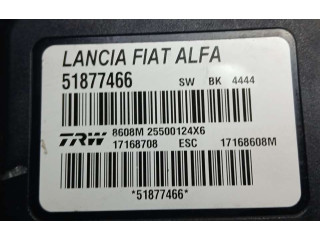 LANCIA FIAT ALFA
51877466 SW BK 4444
TRW 8608M 25500124X6
17168708 ESC 17168608M
*51877466*